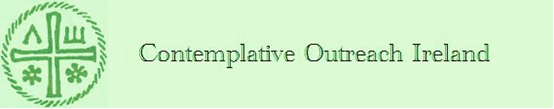 Λ Ш
Contemplative Outreach Ireland